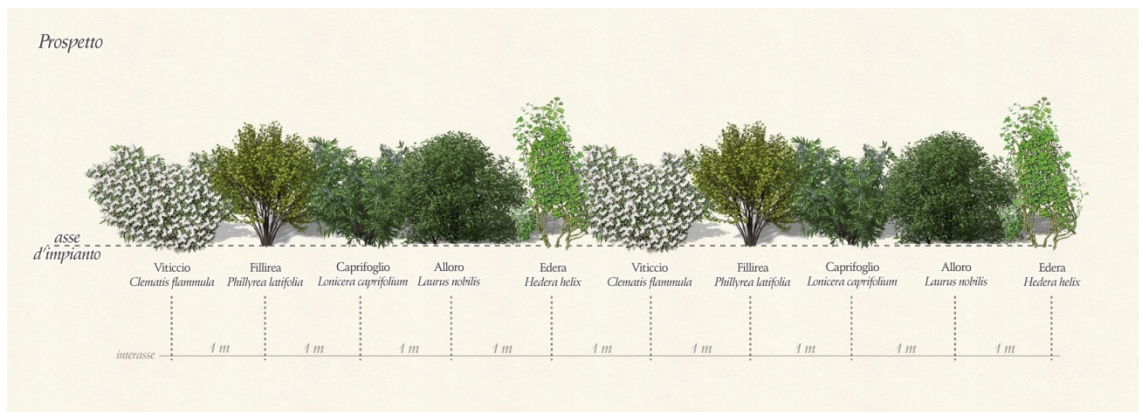 Prospetto
asse
d'impianto
Viticcio Fillirea Caprifoglio Alloro Edera Viticcio Fillirea Caprifoglio Alloro Edera
Clematis flammula Phillyrea latifolia Lonicera caprifolium Laurus nobilis Hedera helix Clematis flammula Phillyrea latifolia Lonicera caprifolium Laurus nobilis Hedera helix
1 m 1 m 1 m 1 m 1 m 1 m 1 m 1 m 1 m
interasse